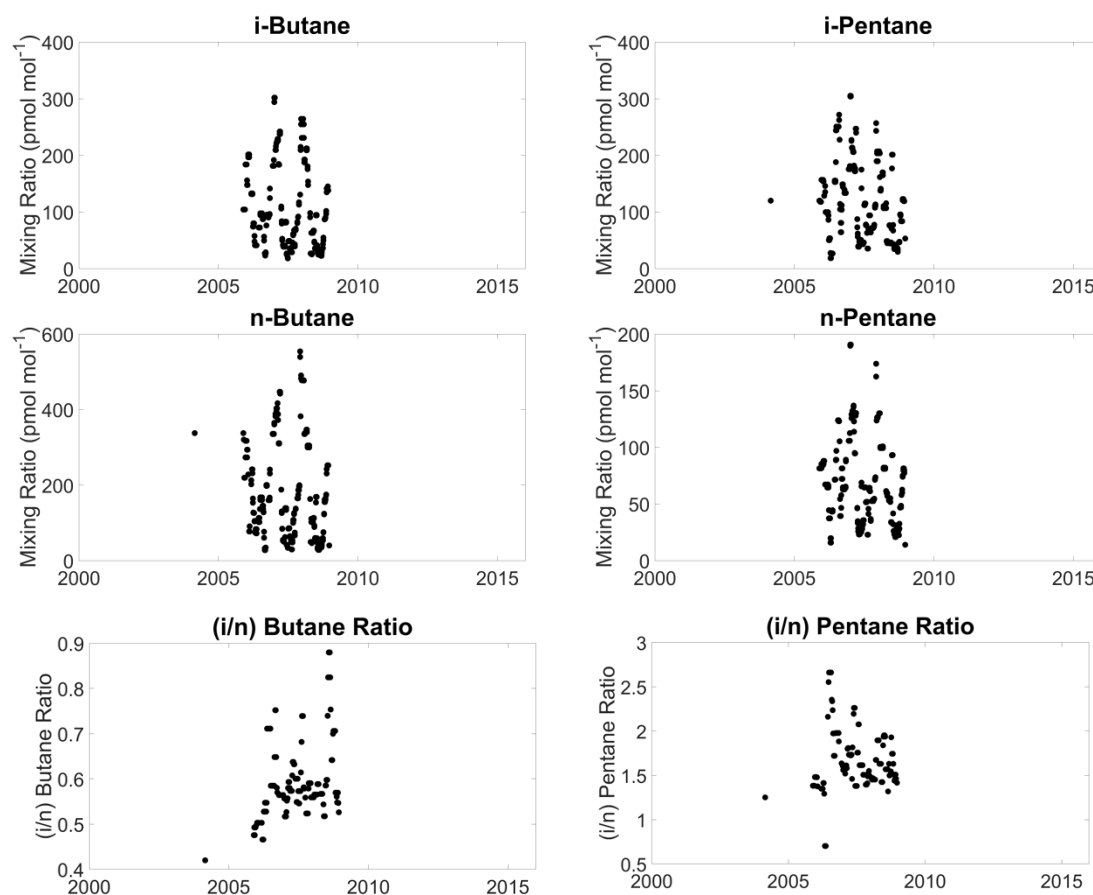 i-Butane
Mixing Ratio (pmol mol⁻¹)
400
300
200
100
0
2000 2005 2010 2015
i-Pentane
Mixing Ratio (pmol mol⁻¹)
400
300
200
100
0
2000 2005 2010 2015
n-Butane
Mixing Ratio (pmol mol⁻¹)
600
400
200
0
2000 2005 2010 2015
n-Pentane
Mixing Ratio (pmol mol⁻¹)
200
150
100
50
0
2000 2005 2010 2015
(i/n) Butane Ratio
(i/n) Butane Ratio
0.9
0.8
0.7
0.6
0.5
0.4
2000 2005 2010 2015
(i/n) Pentane Ratio
(i/n) Pentane Ratio
3
2.5
2
1.5
1
0.5
2000 2005 2010 2015